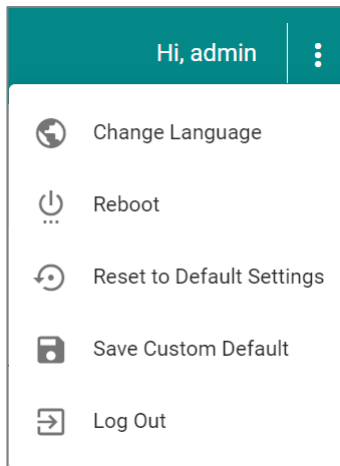 Hi, admin
Change Language
Reboot
Reset to Default Settings
Save Custom Default
Log Out